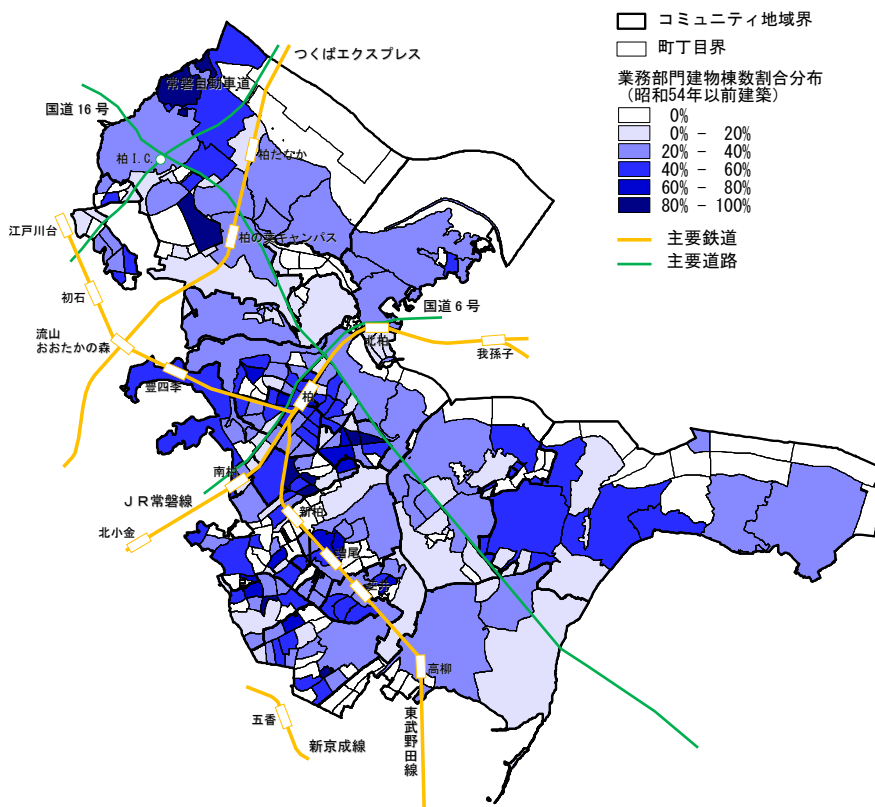 コミュニティ地域界
町丁目界
業務部門建物棟数割合分布
（昭和54年以前建築）
0%
0% - 20%
20% - 40%
40% - 60%
60% - 80%
80% - 100%
主要鉄道
主要道路
つくばエクスプレス
常磐自動車道
国道16号
柏I.C.
柏たなか
江戸川台
柏の葉キャンパス
初石
国道6号
流山
おおたかの森
北柏
我孫子
豊四季
柏
南柏
JR常磐線
北小金
新柏
増尾
逆井
高柳
五香
新京成線
東武野田線